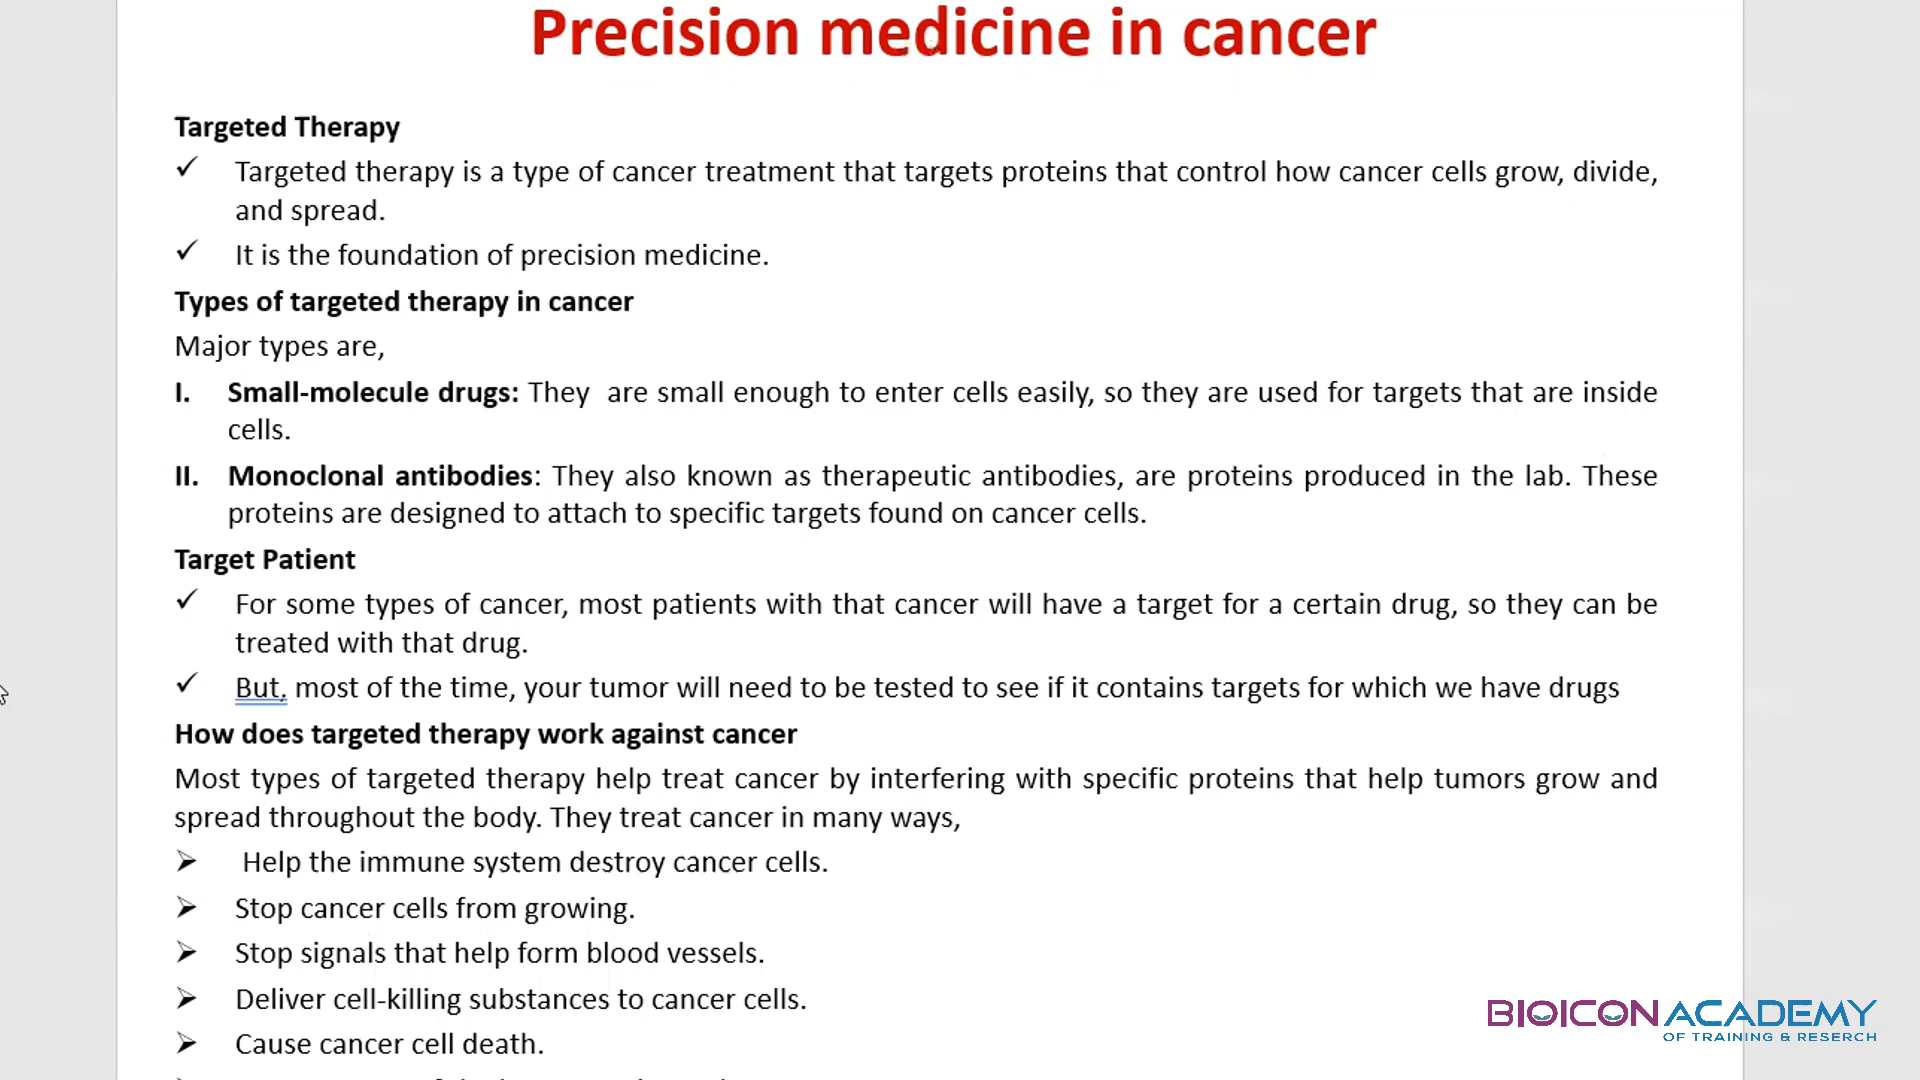 Precision medicine in cancer
Targeted Therapy
✓ Targeted therapy is a type of cancer treatment that targets proteins that control how cancer cells grow, divide,
and spread.
✓ It is the foundation of precision medicine.
Types of targeted therapy in cancer
Major types are,
I. Small-molecule drugs: They are small enough to enter cells easily, so they are used for targets that are inside
cells.
II. Monoclonal antibodies: They also known as therapeutic antibodies, are proteins produced in the lab. These
proteins are designed to attach to specific targets found on cancer cells.
Target Patient
✓ For some types of cancer, most patients with that cancer will have a target for a certain drug, so they can be
treated with that drug.
✓ But, most of the time, your tumor will need to be tested to see if it contains targets for which we have drugs
How does targeted therapy work against cancer
Most types of targeted therapy help treat cancer by interfering with specific proteins that help tumors grow and
spread throughout the body. They treat cancer in many ways,
➢ Help the immune system destroy cancer cells.
➢ Stop cancer cells from growing.
➢ Stop signals that help form blood vessels.
➢ Deliver cell-killing substances to cancer cells.
➢ Cause cancer cell death.
BIOICON ACADEMY
OF TRAINING & RESERCH